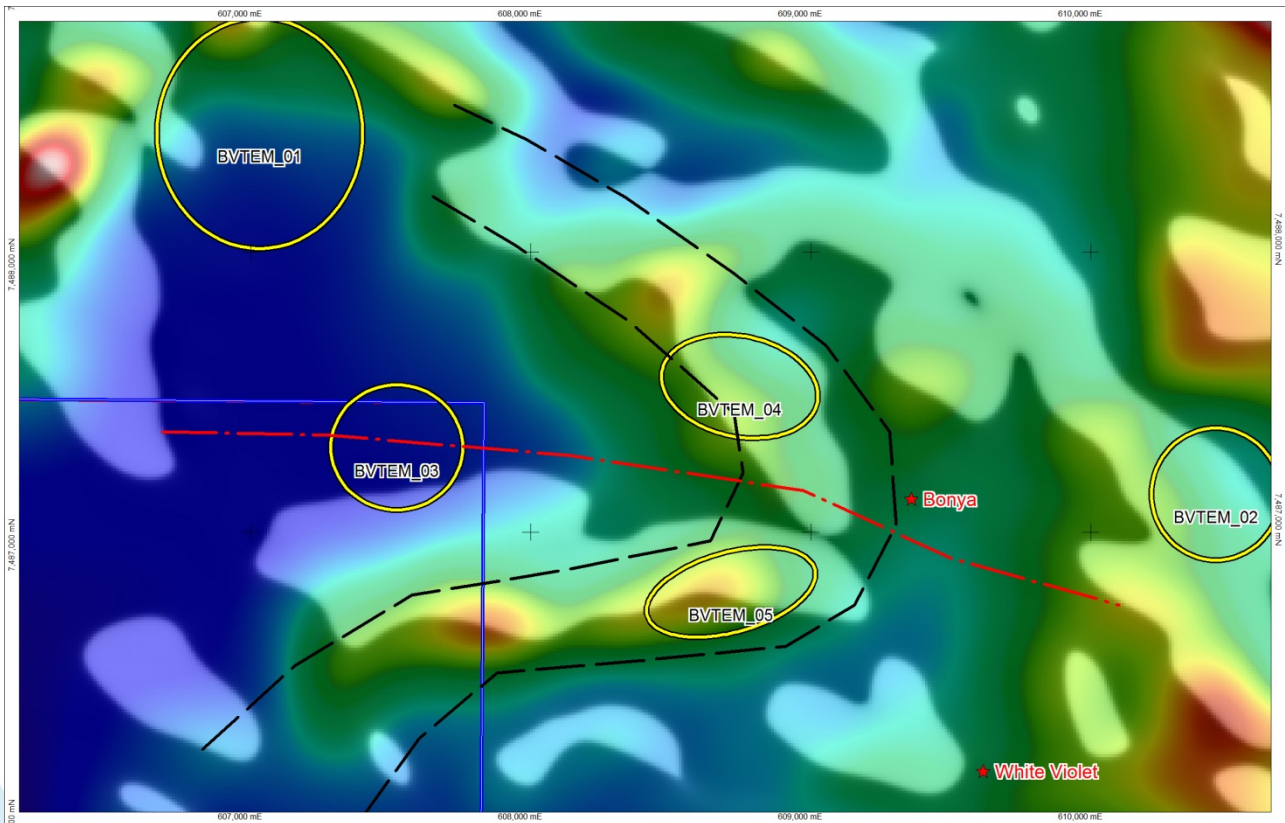 607,000 mE
608,000 mE
609,000 mE
610,000 mE
BVTEM_01
7,488,000 mN
7,488,000 mN
BVTEM_04
BVTEM_03
Bonya
BVTEM_02
7,487,000 mN
7,487,000 mN
BVTEM_05
White Violet
00 mN
607,000 mE
608,000 mE
609,000 mE
610,000 mE